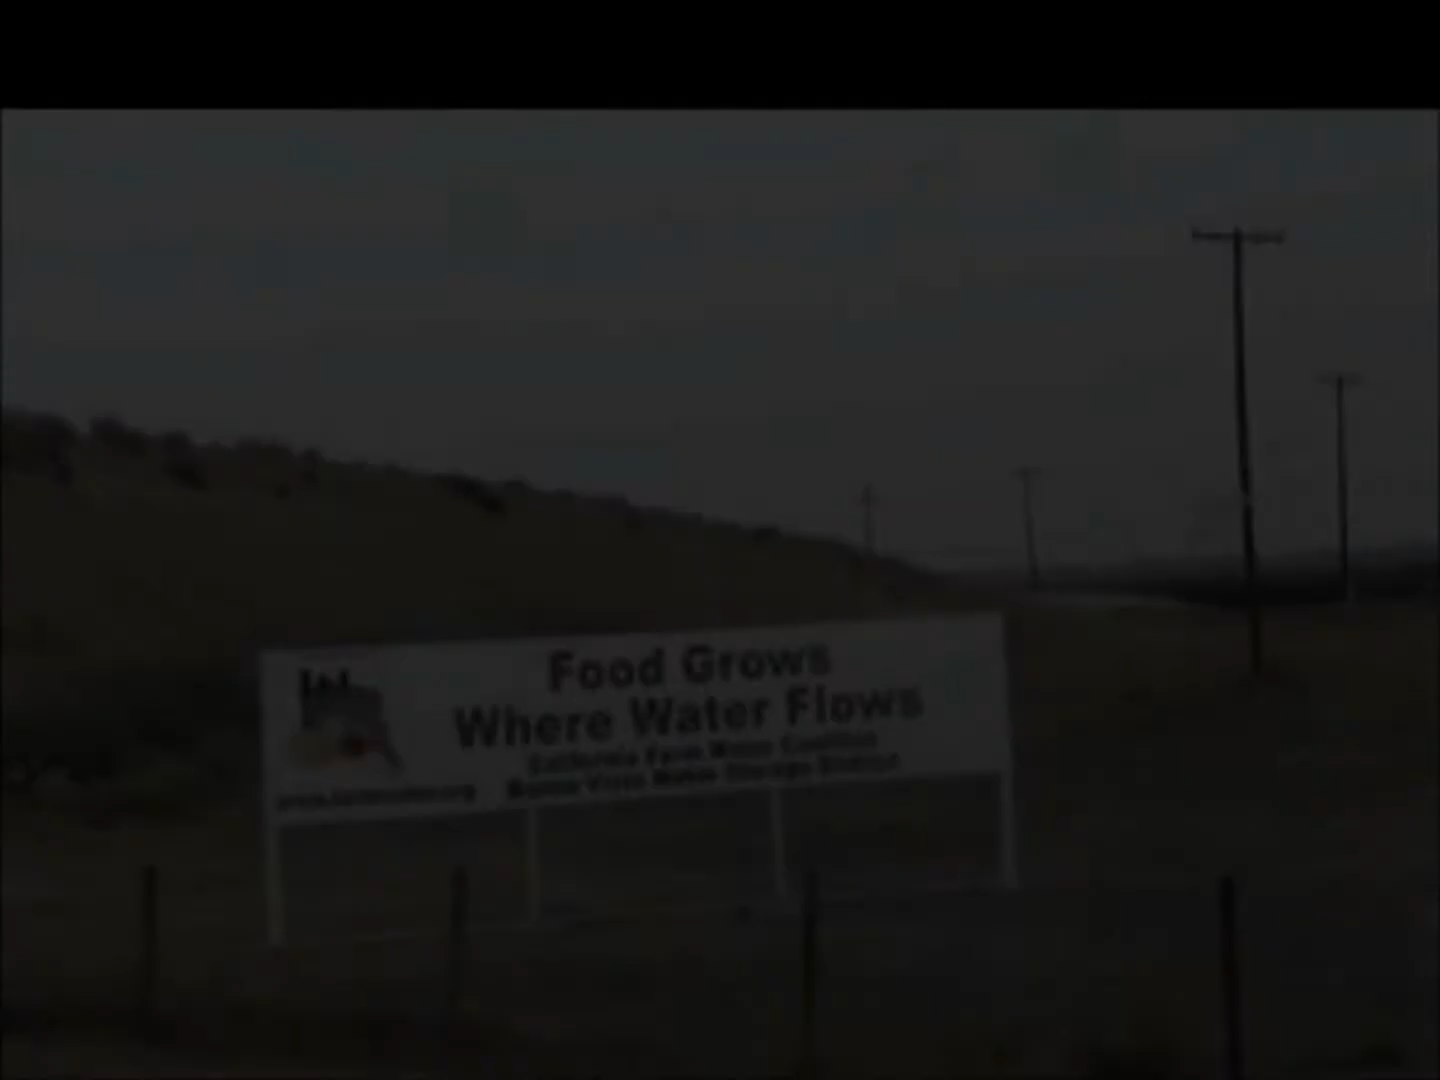 Food Grows
Where Water Flows
California Farm Water Coalition
Buena Vista Water Storage District